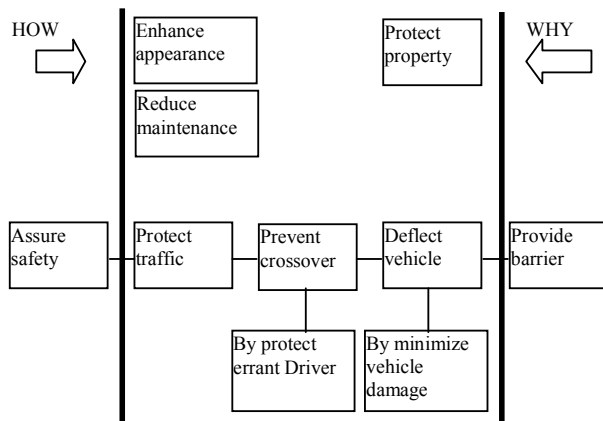 HOW
Enhance
appearance
Protect
property
WHY
Reduce
maintenance
Assure
safety
Protect
traffic
Prevent
crossover
Deflect
vehicle
Provide
barrier
By protect
errant Driver
By minimize
vehicle
damage